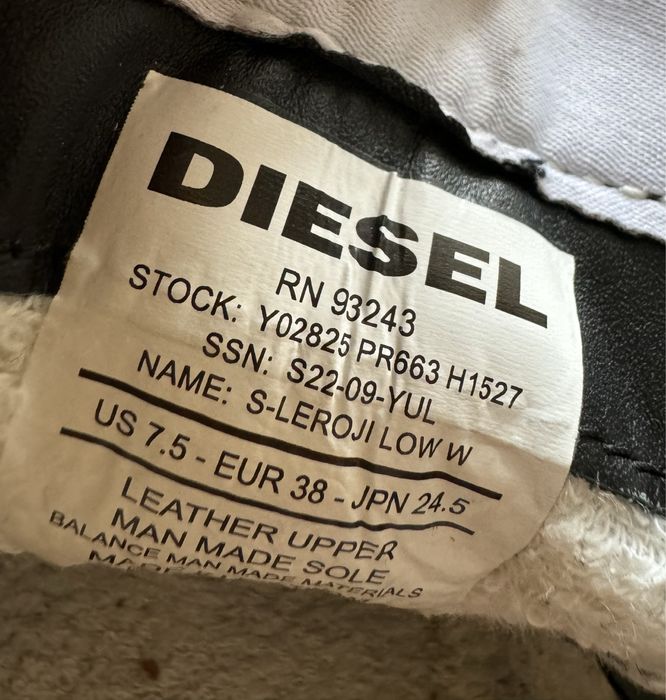 DIESEL
RN 93243
STOCK: Y02825 PR663 H1527
SSN: S22-09-YUL
NAME: S-LEROJI LOW W
US 7.5 - EUR 38 - JPN 24.5
LEATHER UPPER
MAN MADE SOLE
BALANCE MAN MADE MATERIALS